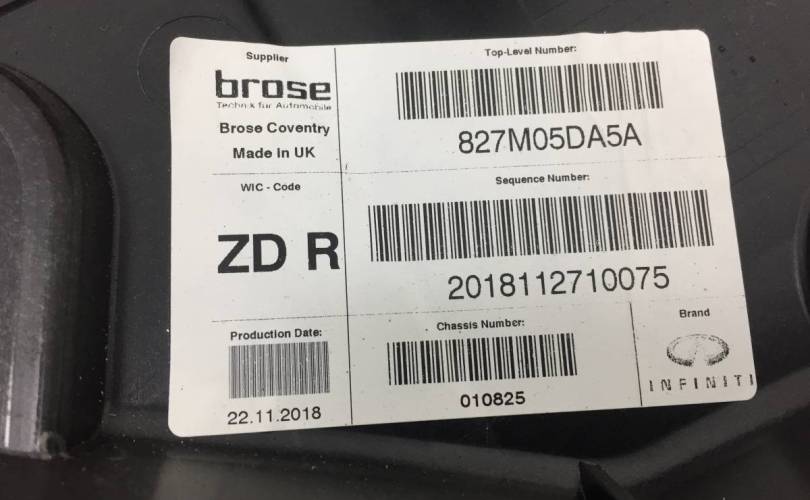 Supplier
brose
Technik für Automobile
Brose Coventry
Made In UK
Top-Level Number:
827M05DA5A
WIC - Code
ZD R
Sequence Number:
2018112710075
Production Date:
22.11.2018
Chassis Number:
010825
Brand
INFINITI